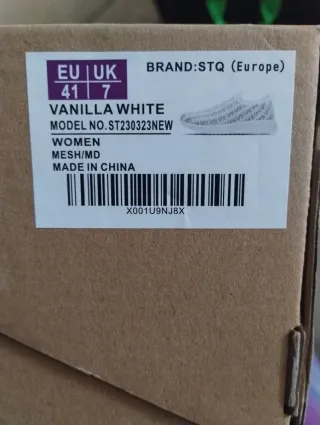 EU UK BRAND:STQ (Europe)
41 7
VANILLA WHITE
MODEL NO.ST230323NEW
WOMEN
MESH/MD
MADE IN CHINA
X001U9NJ8X